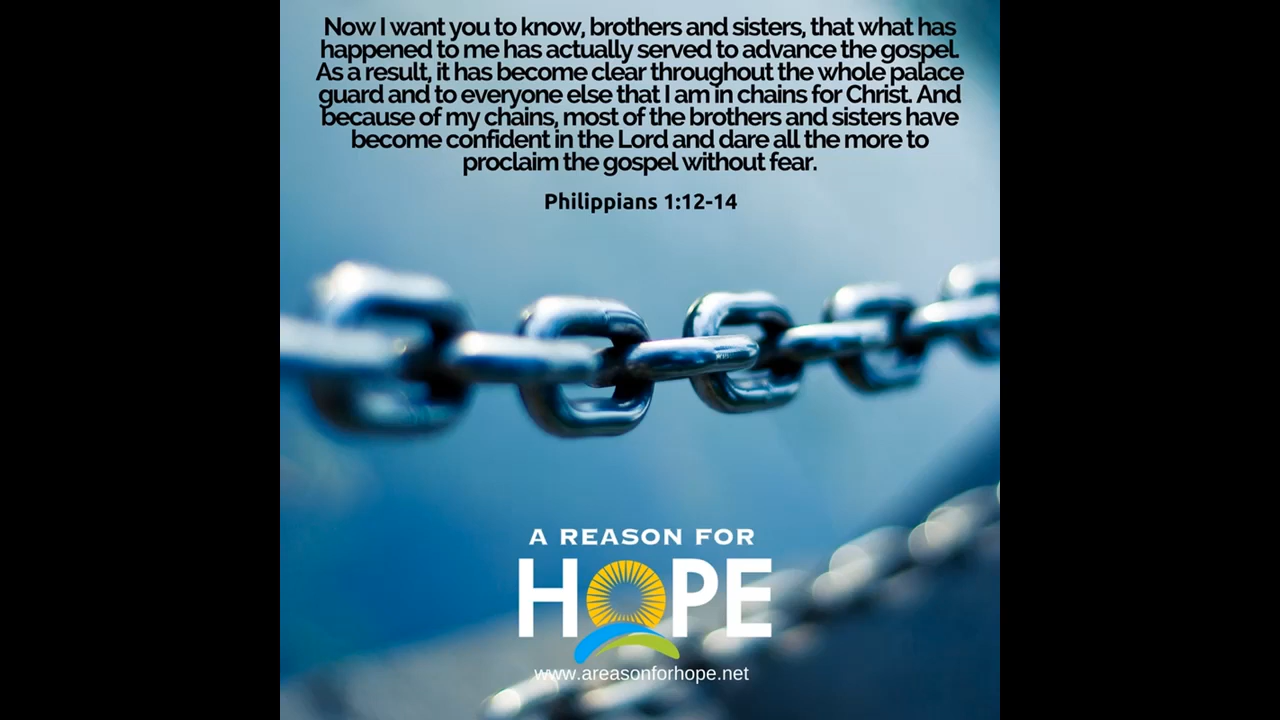 Now I want you to know, brothers and sisters, that what has
happened to me has actually served to advance the gospel.
As a result, it has become clear throughout the whole palace
guard and to everyone else that I am in chains for Christ. And
because of my chains, most of the brothers and sisters have
become confident in the Lord and dare all the more to
proclaim the gospel without fear.
Philippians 1:12-14
A REASON FOR
HOPE
www.areasonforhope.net